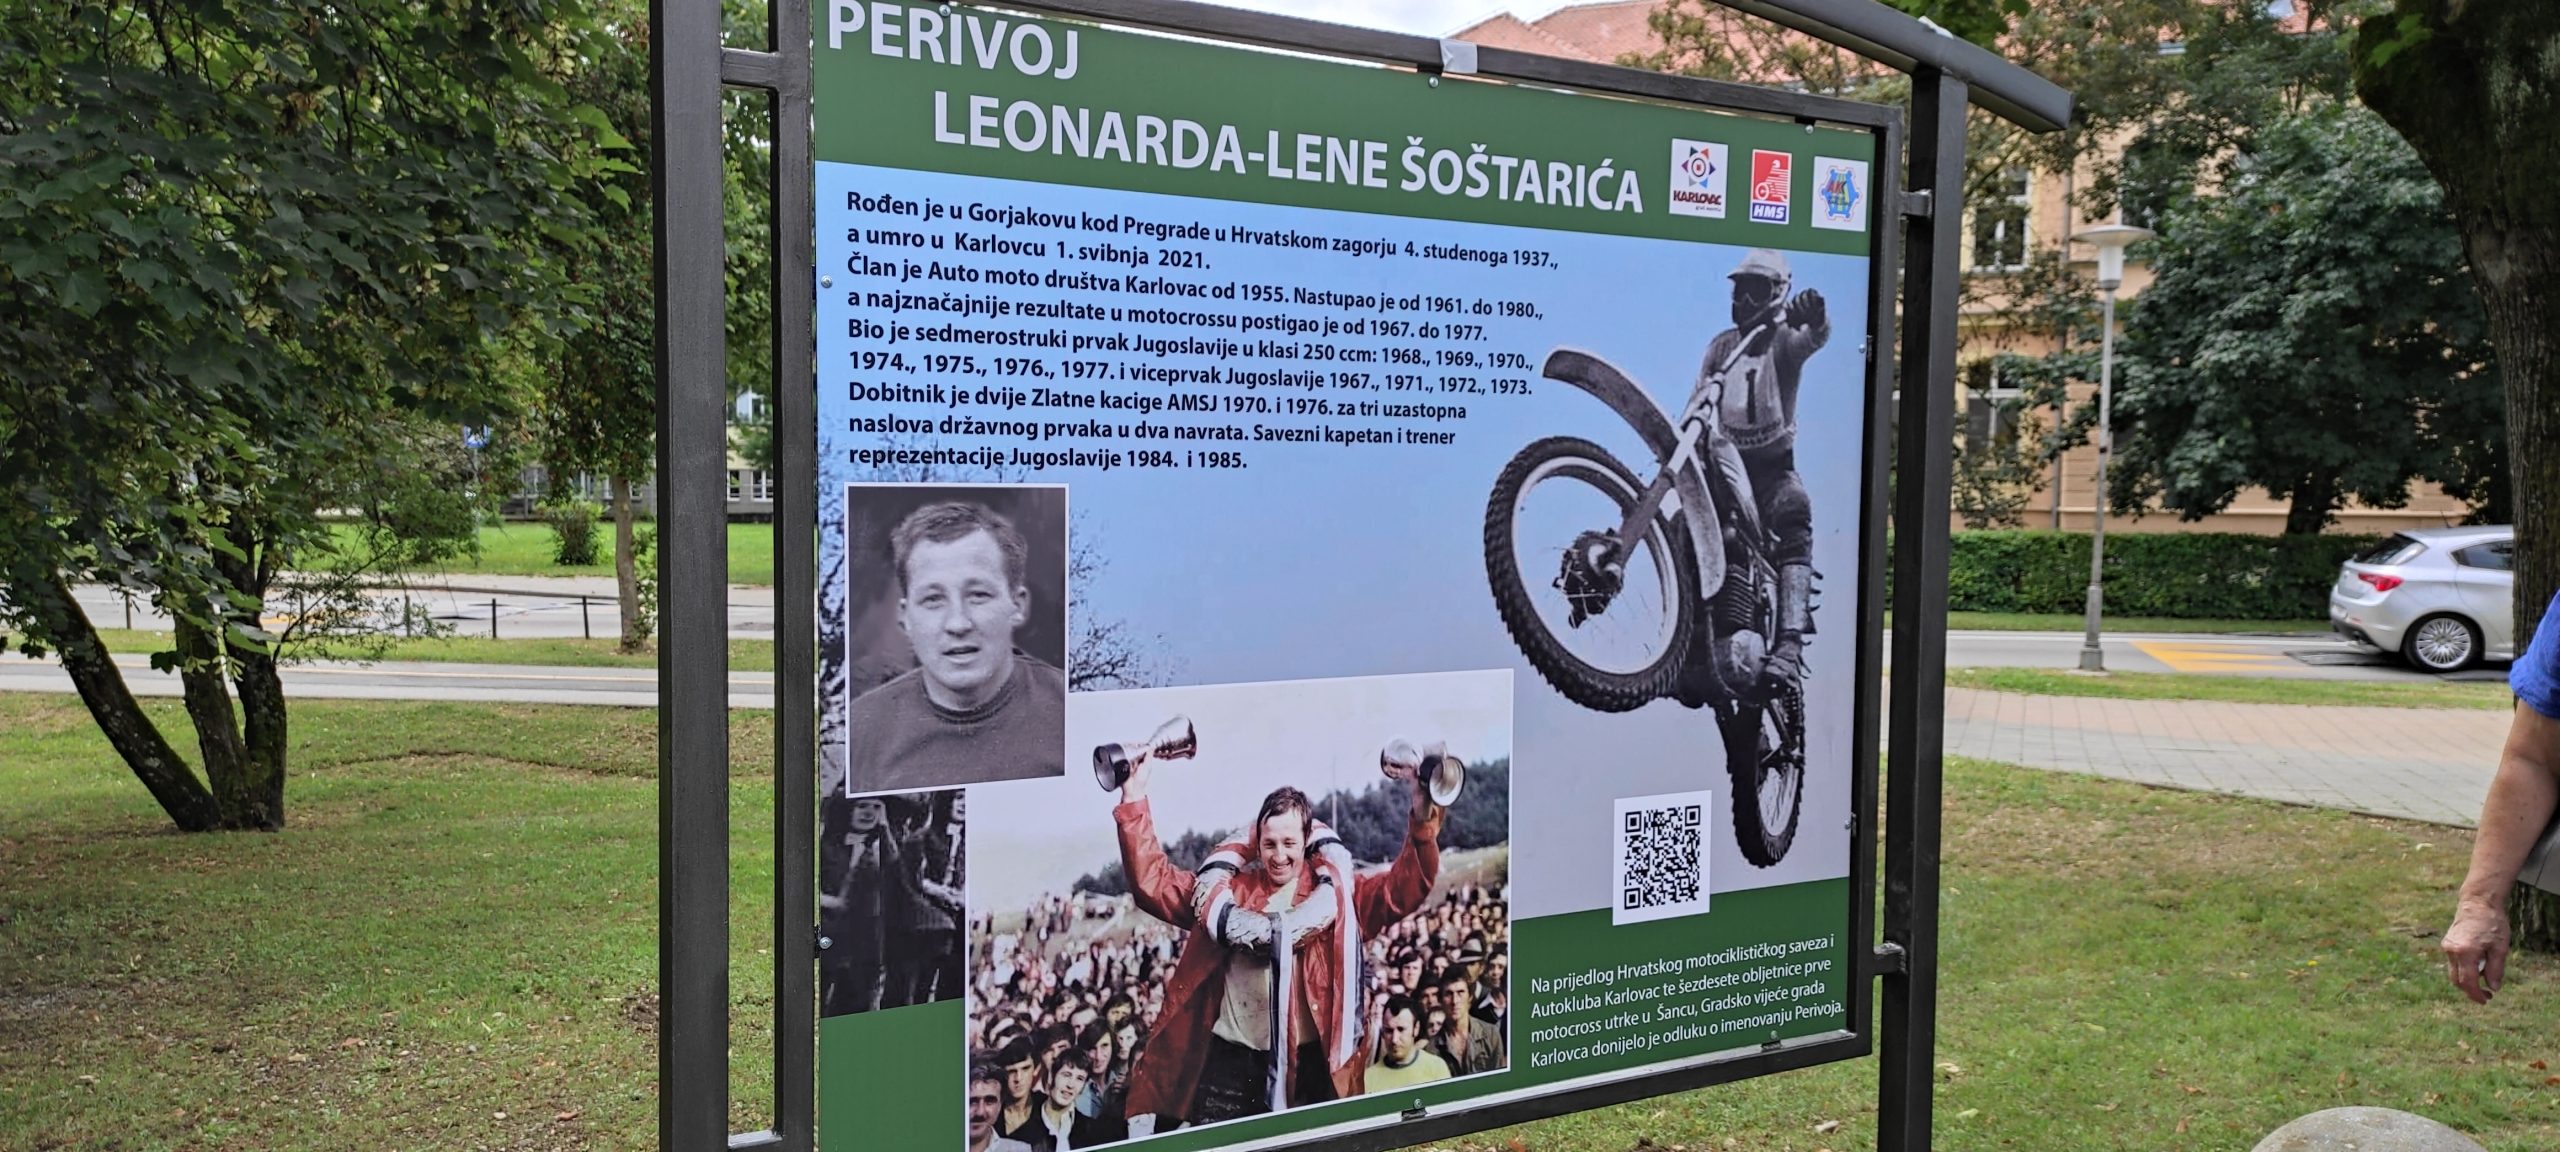 PERIVOJ
LEONARDA-LENE ŠOŠTARIĆA
KARLOVAC
HMS
AKK
Rođen je u Gorjakovu kod Pregrade u Hrvatskom zagorju 4. studenoga 1937.,
a umro u Karlovcu 1. svibnja 2021.
Član je Auto moto društva Karlovac od 1955. Nastupao je od 1961. do 1980.,
a najznačajnije rezultate u motocrossu postigao je od 1967. do 1977.
Bio je sedmerostruki prvak Jugoslavije u klasi 250 ccm: 1968., 1969., 1970.,
1974., 1975., 1976., 1977. i viceprvak Jugoslavije 1967., 1971., 1972., 1973.
Dobitnik je dvije Zlatne kacige AMSJ 1970. i 1976. za tri uzastopna
naslova državnog prvaka u dva navrata. Savezni kapetan i trener
reprezentacije Jugoslavije 1984. i 1985.
1
Na prijedlog Hrvatskog motociklističkog saveza i
Autokluba Karlovac te šezdesete obljetnice prve
motocross utrke u Šancu, Gradsko vijeće grada
Karlovca donijelo je odluku o imenovanju Perivoja.